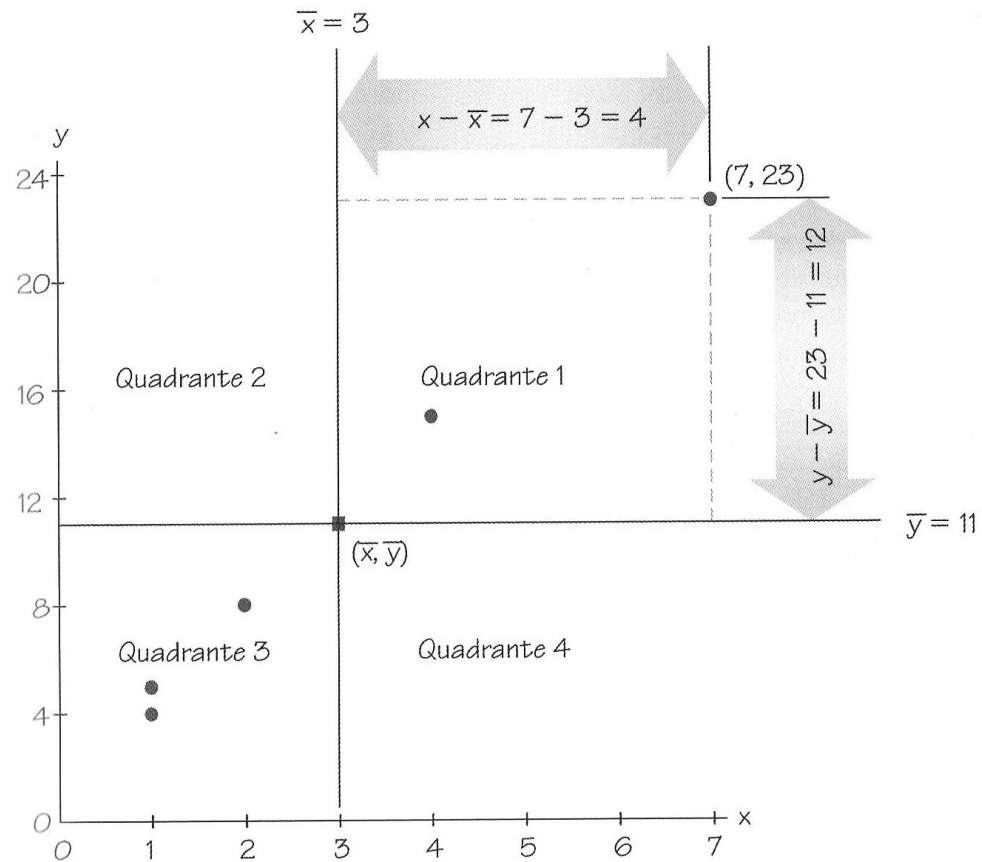 x̅ = 3
x − x̅ = 7 − 3 = 4
y
24
(7, 23)
y − y̅ = 23 − 11 = 12
20
Quadrante 2
Quadrante 1
16
12
y̅ = 11
(x̅, y̅)
8
Quadrante 3
Quadrante 4
4
0
x
0 1 2 3 4 5 6 7